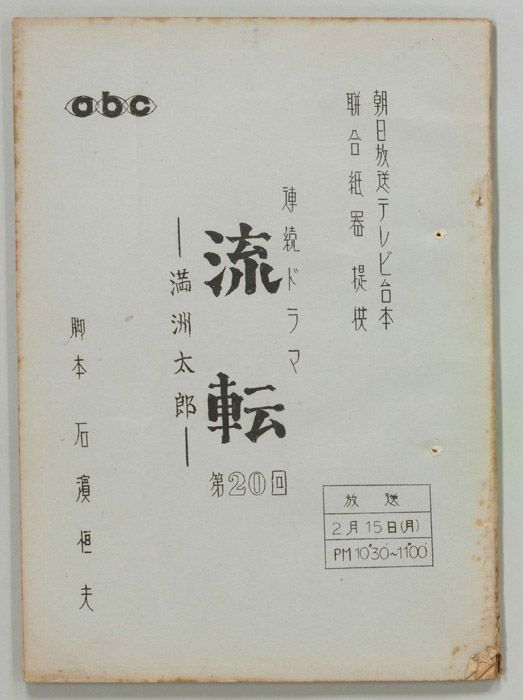 abc
朝日放送テレビ台本
聯合紙器提供
連続ドラマ
流転
―満洲太郎―
第20回
脚本 石濱恒夫
放送
2月15日(月)
PM 10°30'~11°00'